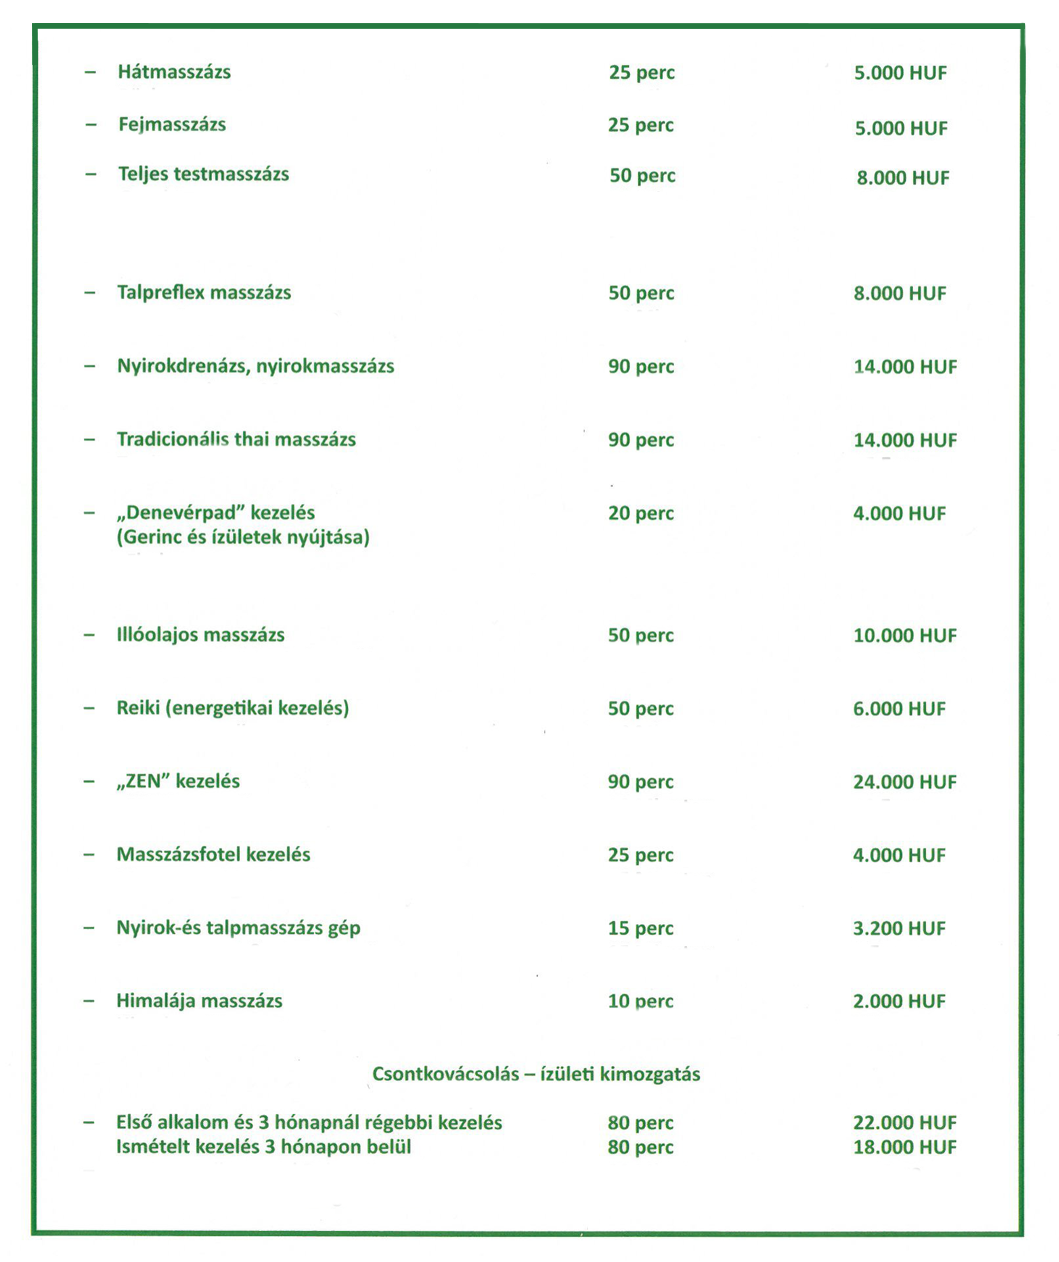 – Hátmasszázs 25 perc 5.000 HUF
– Fejmasszázs 25 perc 5.000 HUF
– Teljes testmasszázs 50 perc 8.000 HUF
– Talpreflex masszázs 50 perc 8.000 HUF
– Nyirokdrenázs, nyirokmasszázs 90 perc 14.000 HUF
– Tradicionális thai masszázs 90 perc 14.000 HUF
– „Denevérpad” kezelés 20 perc 4.000 HUF
(Gerinc és ízületek nyújtása)
– Illóolajos masszázs 50 perc 10.000 HUF
– Reiki (energetikai kezelés) 50 perc 6.000 HUF
– „ZEN” kezelés 90 perc 24.000 HUF
– Masszázsfotel kezelés 25 perc 4.000 HUF
– Nyirok-és talpmasszázs gép 15 perc 3.200 HUF
– Himalája masszázs 10 perc 2.000 HUF
Csontkovácsolás – ízületi kimozgatás
– Első alkalom és 3 hónapnál régebbi kezelés 80 perc 22.000 HUF
Ismételt kezelés 3 hónapon belül 80 perc 18.000 HUF